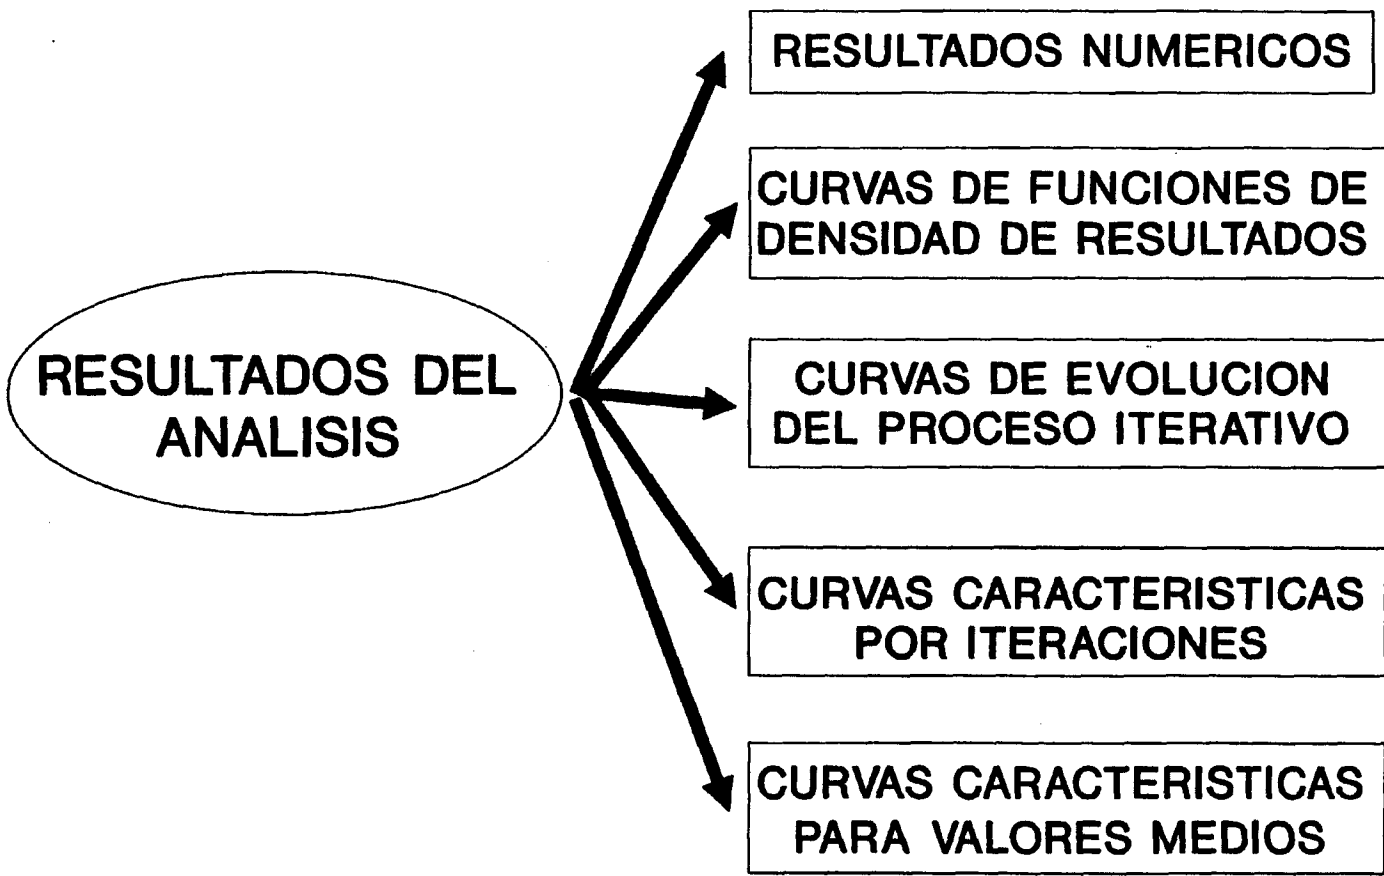 RESULTADOS DEL
ANALISIS
RESULTADOS NUMERICOS
CURVAS DE FUNCIONES DE
DENSIDAD DE RESULTADOS
CURVAS DE EVOLUCION
DEL PROCESO ITERATIVO
CURVAS CARACTERISTICAS
POR ITERACIONES
CURVAS CARACTERISTICAS
PARA VALORES MEDIOS